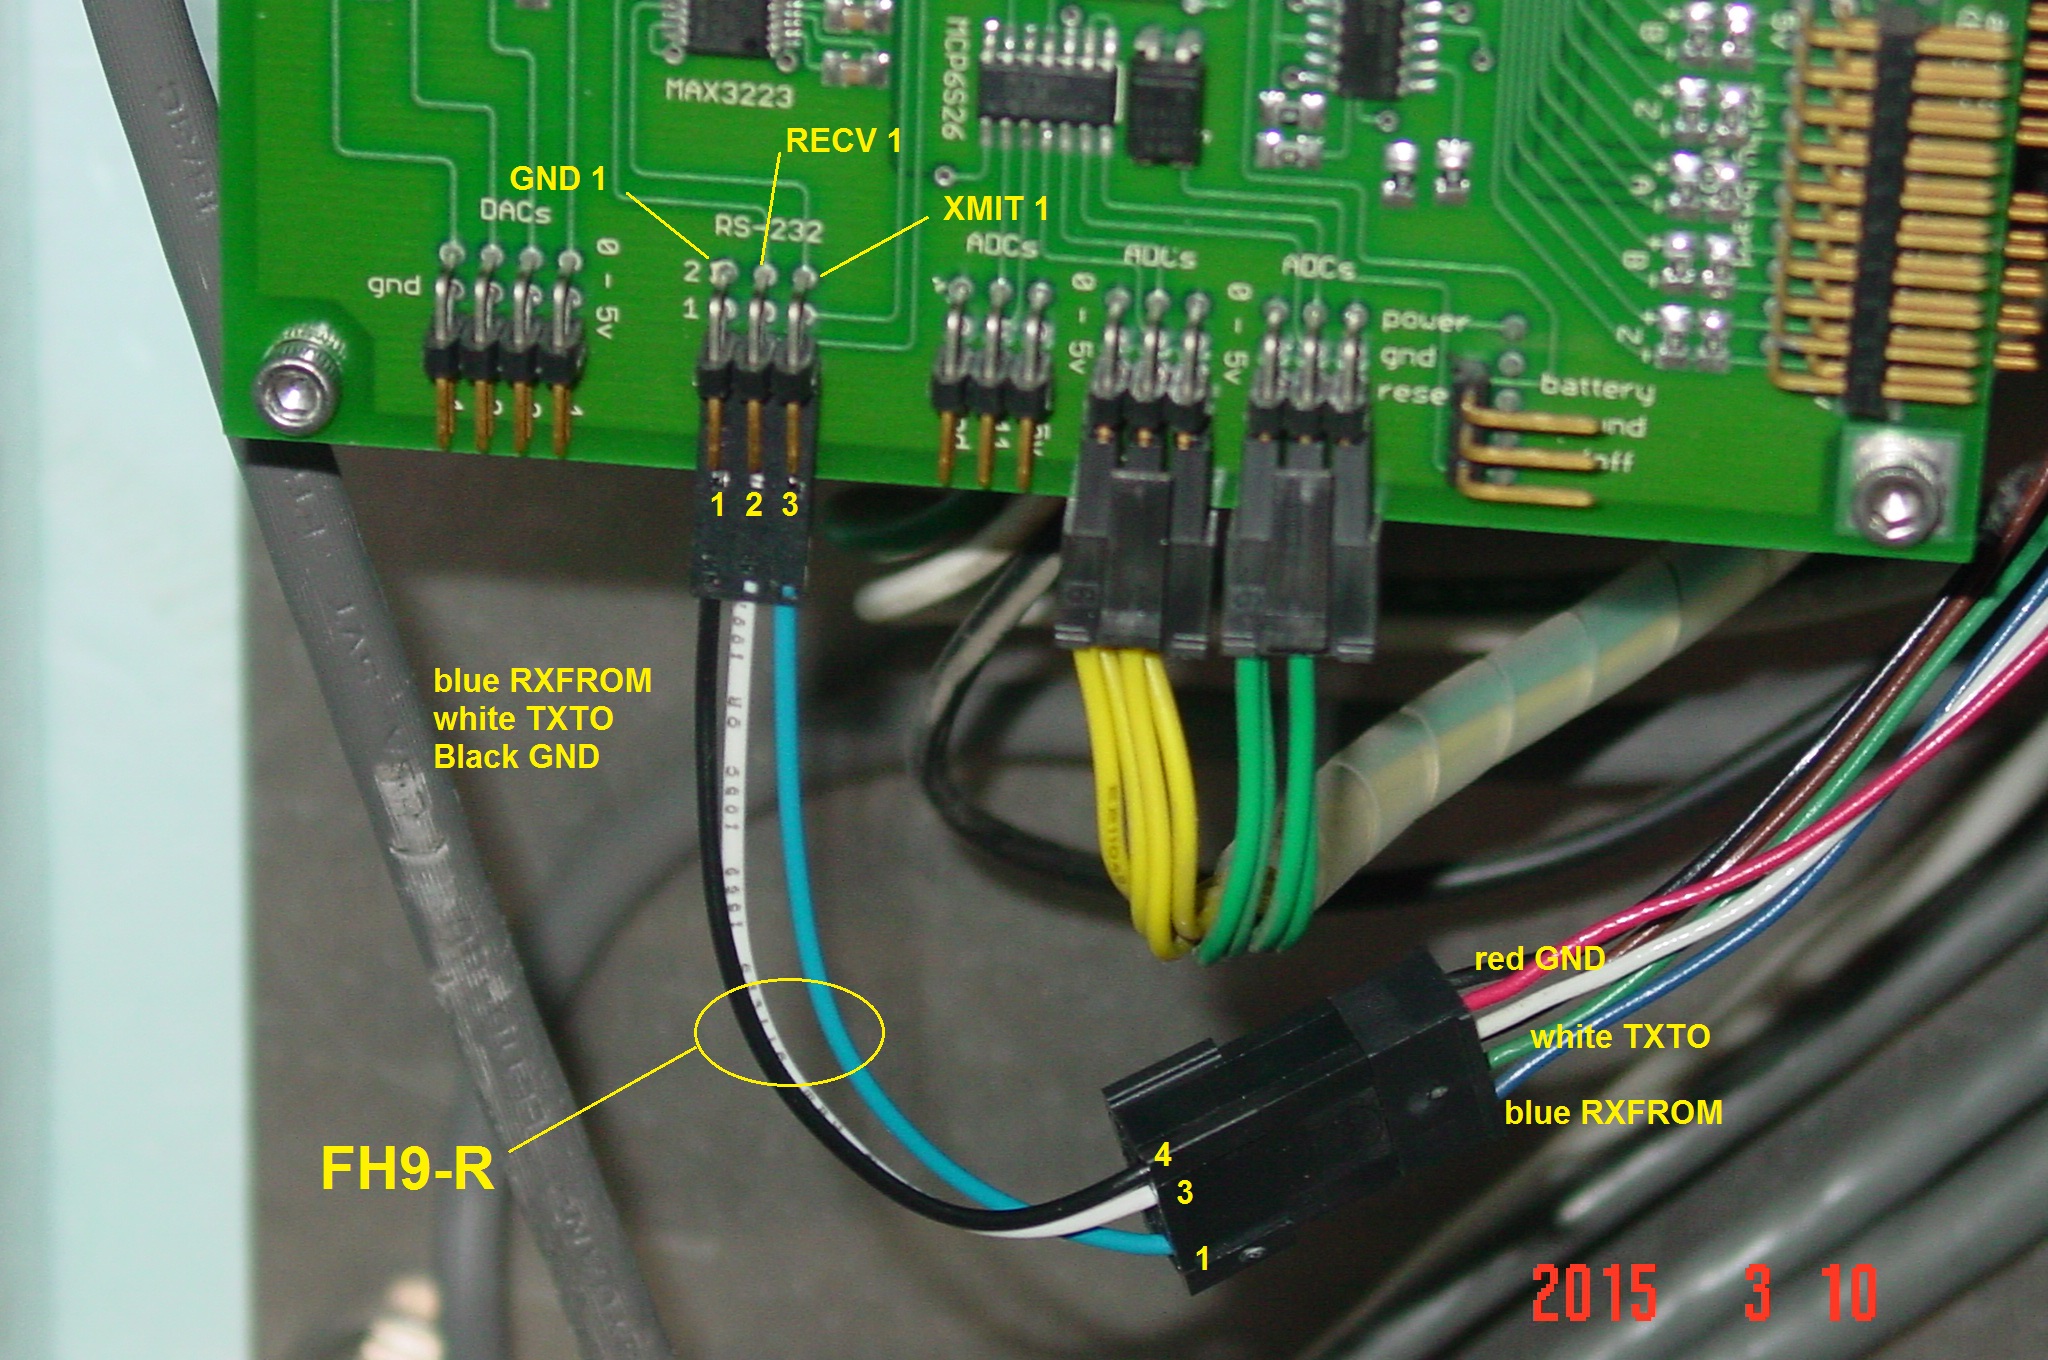 MAX3223
MCP6S26
RECV 1
GND 1
DACs
XMIT 1
RS-232
ADCs
ADCs
ADCs
gnd
0 - 5v
2
1
0 - 5v
0 - 5v
power
gnd
battery
1 2 3
blue RXFROM
white TXTO
Black GND
red GND
white TXTO
blue RXFROM
FH9-R
4
3
1
2015 3 10